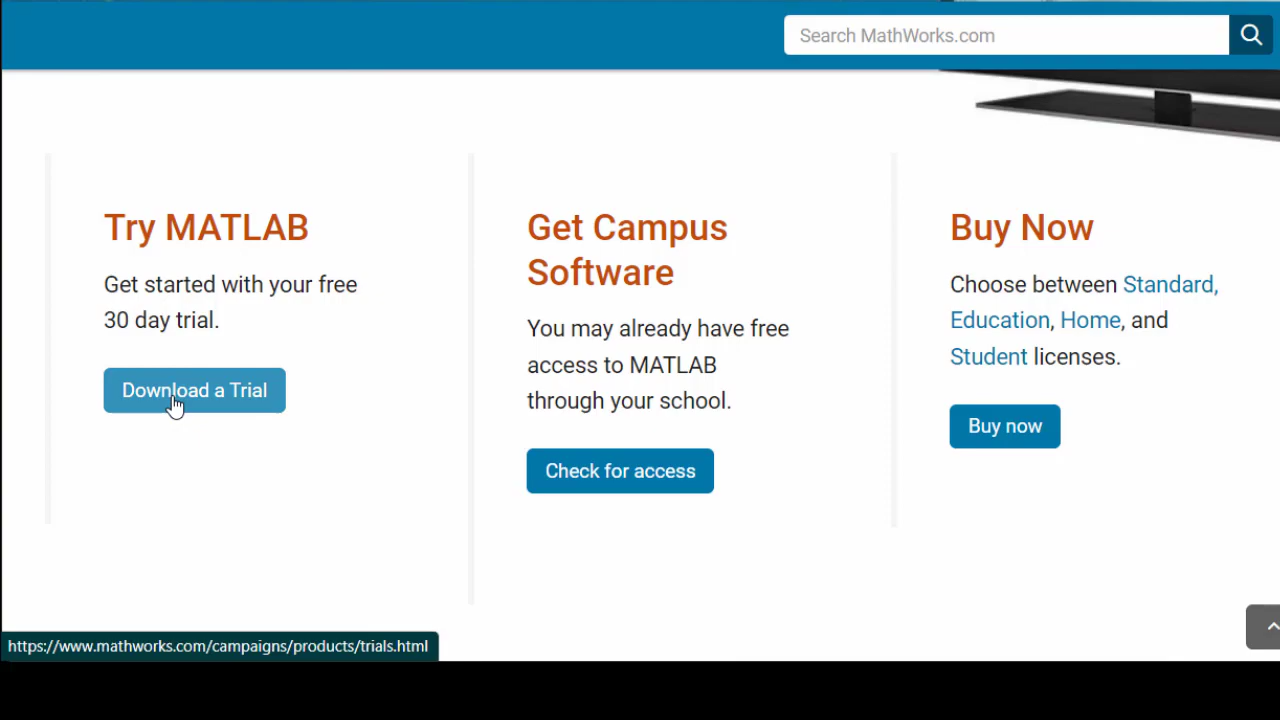 Search MathWorks.com
Try MATLAB
Get started with your free
30 day trial.
Download a Trial
Get Campus
Software
You may already have free
access to MATLAB
through your school.
Check for access
Buy Now
Choose between Standard,
Education, Home, and
Student licenses.
Buy now
https://www.mathworks.com/campaigns/products/trials.html